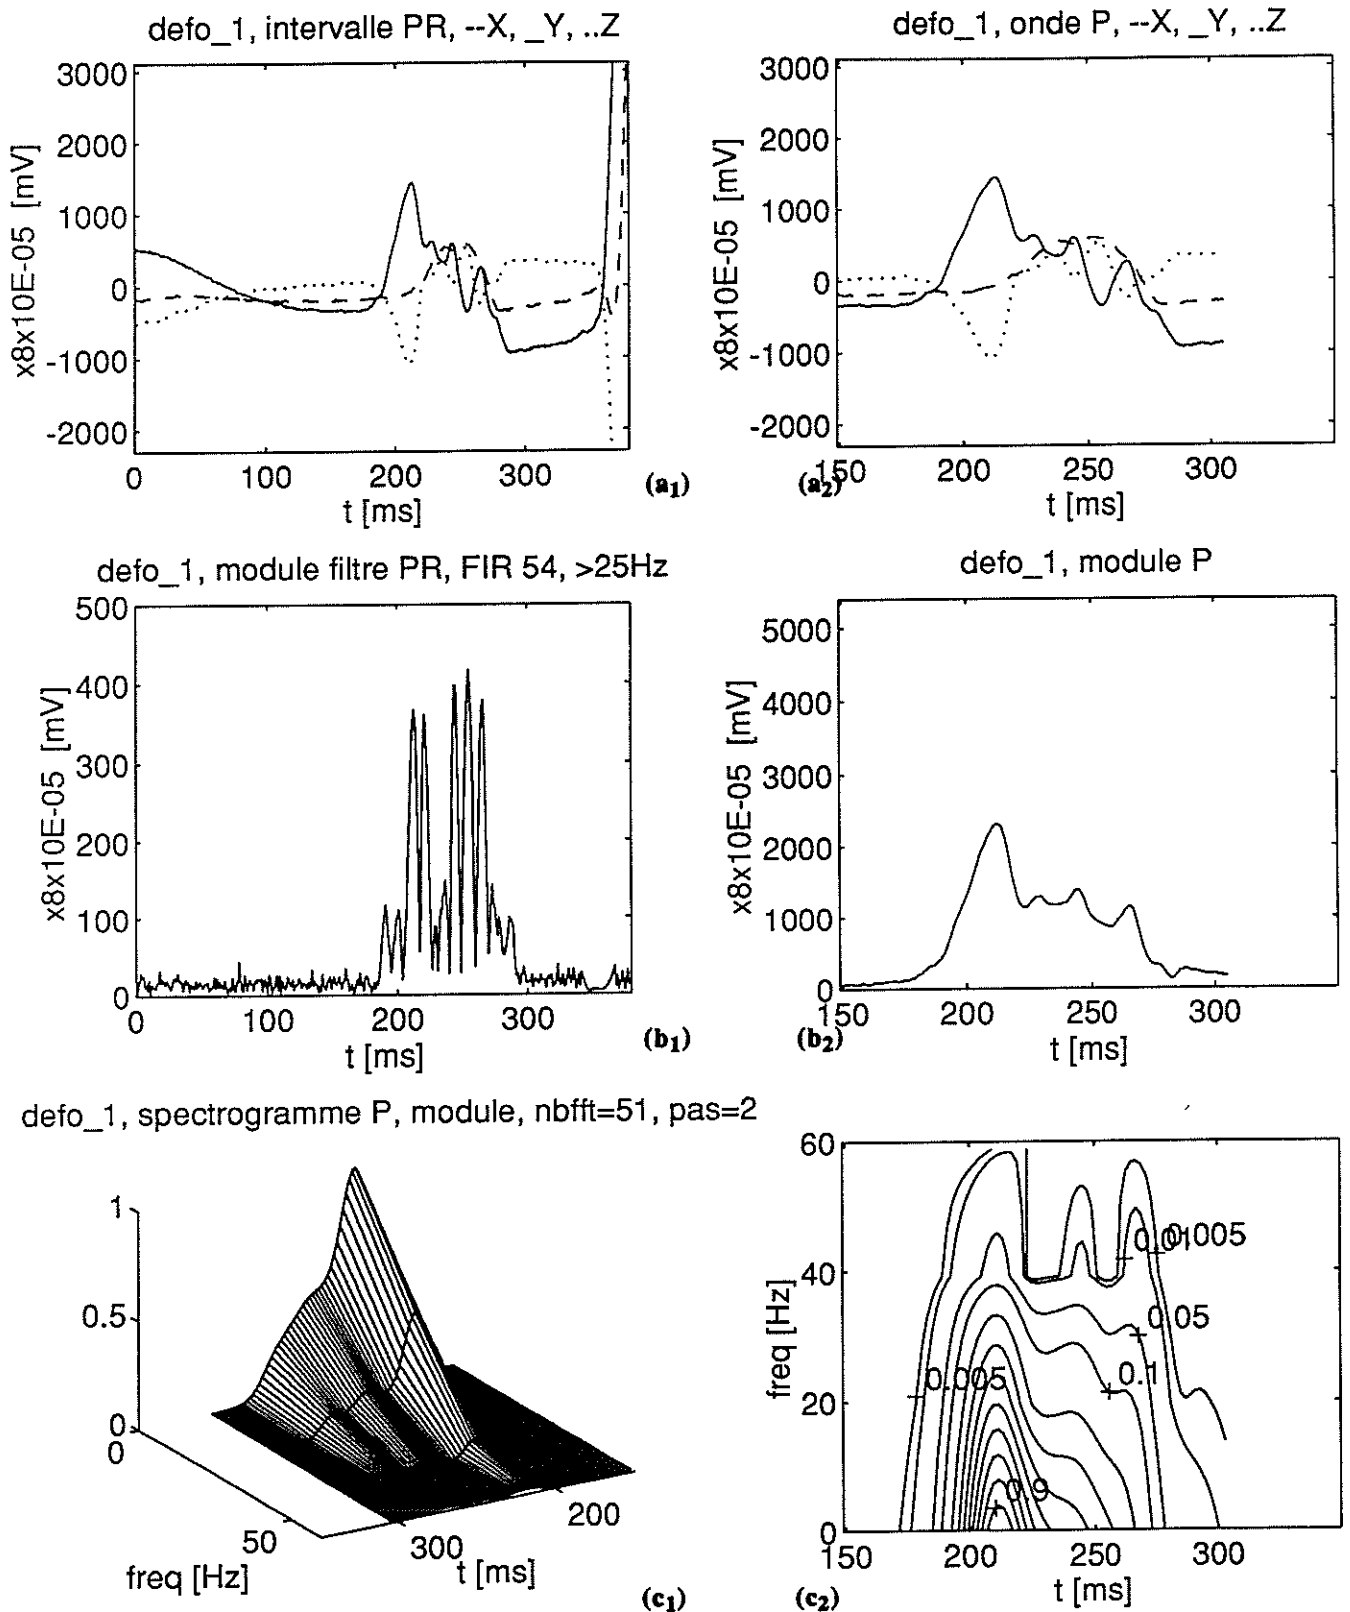 defo_1, intervalle PR, --X, _Y, ..Z
x8x10E-05 [mV]
3000
2000
1000
0
-1000
-2000
0 100 200 300
t [ms]
(a1)
defo_1, onde P, --X, _Y, ..Z
x8x10E-05 [mV]
3000
2000
1000
0
-1000
-2000
150 200 250 300
t [ms]
(a2)
defo_1, module filtre PR, FIR 54, >25Hz
x8x10E-05 [mV]
500
400
300
200
100
0
0 100 200 300
t [ms]
(b1)
defo_1, module P
x8x10E-05 [mV]
5000
4000
3000
2000
1000
0
150 200 250 300
t [ms]
(b2)
defo_1, spectrogramme P, module, nbfft=51, pas=2
1
0.5
0
0
50
freq [Hz]
300
200
t [ms]
(c1)
freq [Hz]
60
40
20
0
0.01
0.005
0.05
0.1
0.005
0.9
150 200 250 300
t [ms]
(c2)